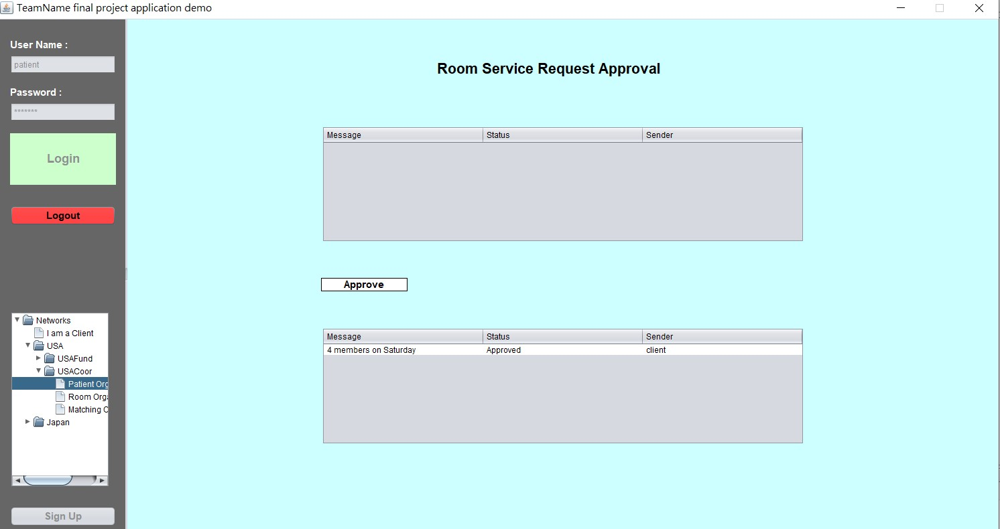 TeamName final project application demo
User Name :
patient
Password :
*******
Login
Logout
Networks
I am a Client
USA
USAFund
USACoor
Patient Org
Room Orga
Matching O
Japan
Sign Up
Room Service Request Approval
Message Status Sender
Approve
Message Status Sender
4 members on Saturday Approved client